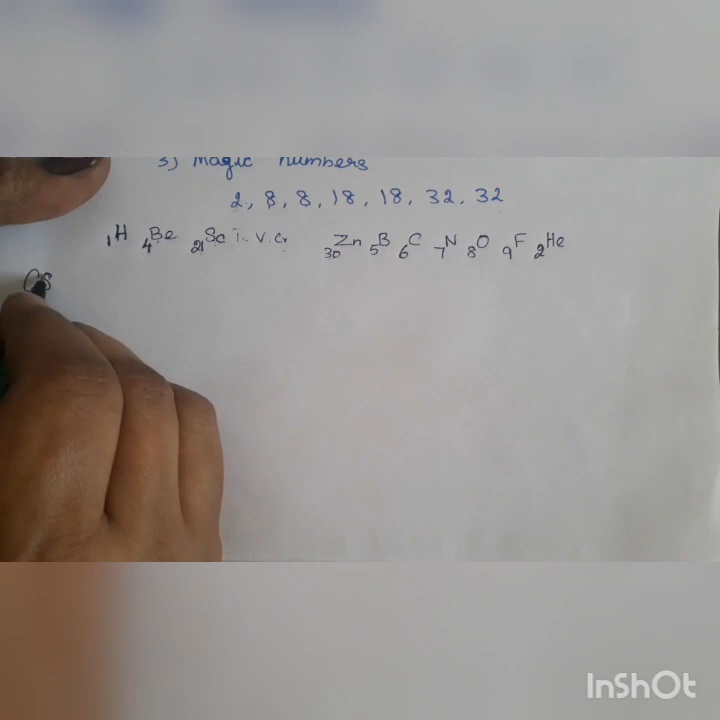 3) Magic numbers
2, 8, 8, 18, 18, 32, 32
1H 4Be 21Sc Ti V. Cr 30Zn 5B 6C 7N 8O 9F 2He
Cs
InShOt